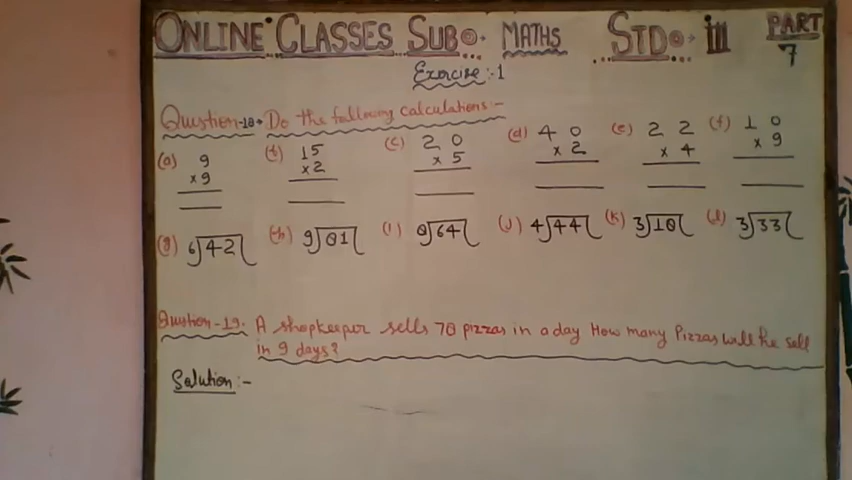 ONLINE CLASSES SUB MATHS STD III PART 7
Exercise:-1
Question-18 Do the following calculations:-
(a) 9 (b) 15 (c) 20 (d) 40 (e) 22 (f) 10
×9 ×2 ×5 ×2 ×4 ×9
(g) 6)42( (h) 9)81( (i) 8)64( (j) 4)44( (k) 3)18( (l) 3)33(
Question-19. A shopkeeper sells 78 pizzas in a day How many Pizzas will he sell
in 9 days?
Solution:-